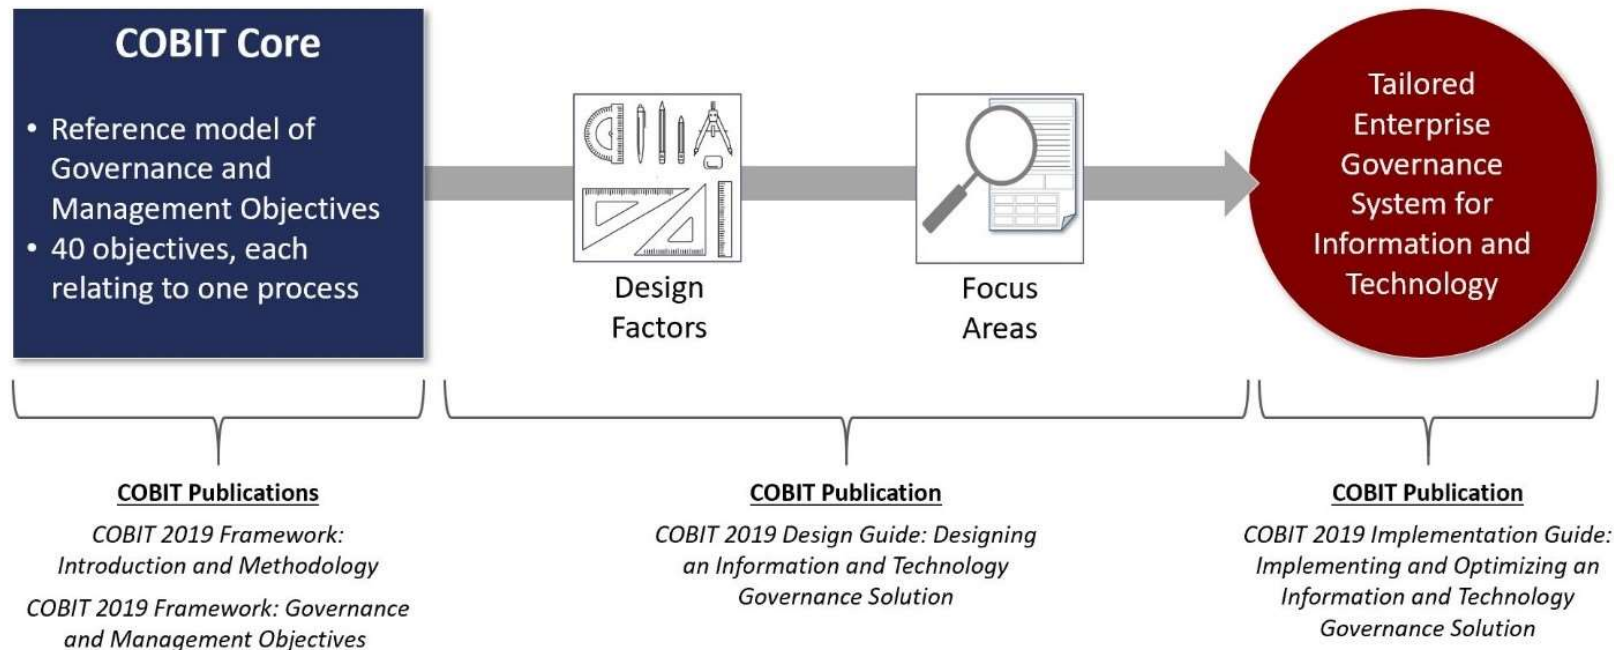 COBIT Core
• Reference model of
Governance and
Management Objectives
• 40 objectives, each
relating to one process
Design
Factors
Focus
Areas
Tailored
Enterprise
Governance
System for
Information and
Technology
COBIT Publications
COBIT 2019 Framework:
Introduction and Methodology
COBIT 2019 Framework: Governance
and Management Objectives
COBIT Publication
COBIT 2019 Design Guide: Designing
an Information and Technology
Governance Solution
COBIT Publication
COBIT 2019 Implementation Guide:
Implementing and Optimizing an
Information and Technology
Governance Solution